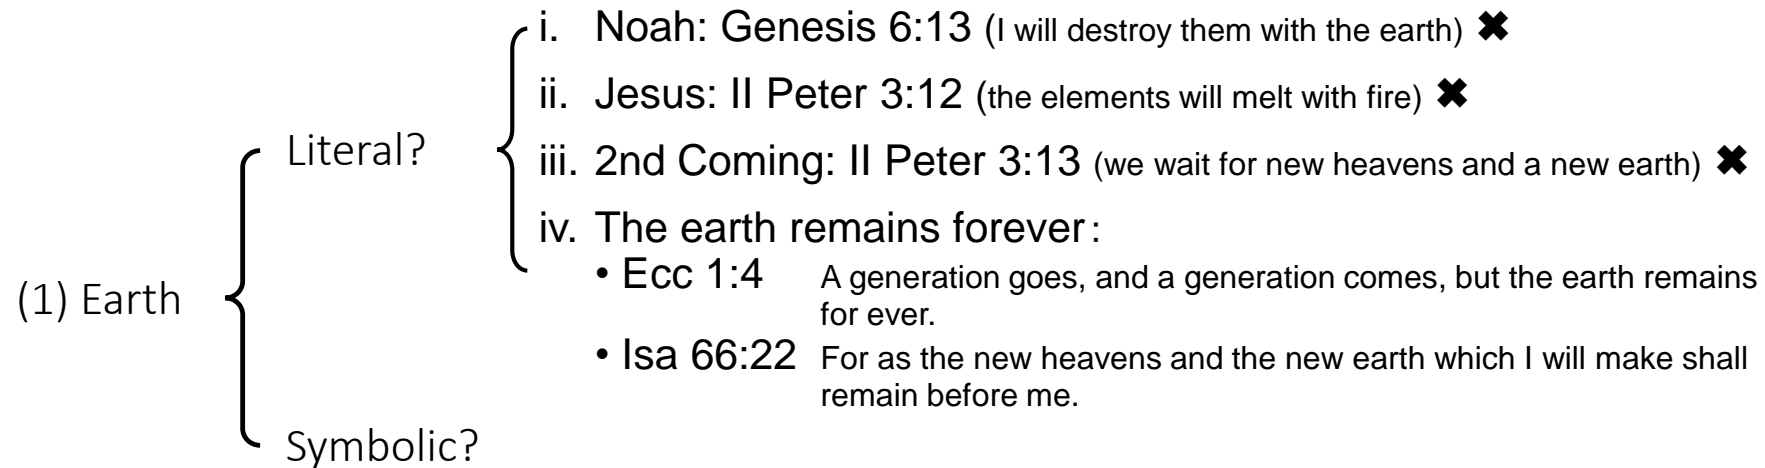 i. Noah: Genesis 6:13 (I will destroy them with the earth) ✖
ii. Jesus: II Peter 3:12 (the elements will melt with fire) ✖
Literal?
iii. 2nd Coming: II Peter 3:13 (we wait for new heavens and a new earth) ✖
iv. The earth remains forever:
(1) Earth
• Ecc 1:4 A generation goes, and a generation comes, but the earth remains
for ever.
• Isa 66:22 For as the new heavens and the new earth which I will make shall
remain before me.
Symbolic?